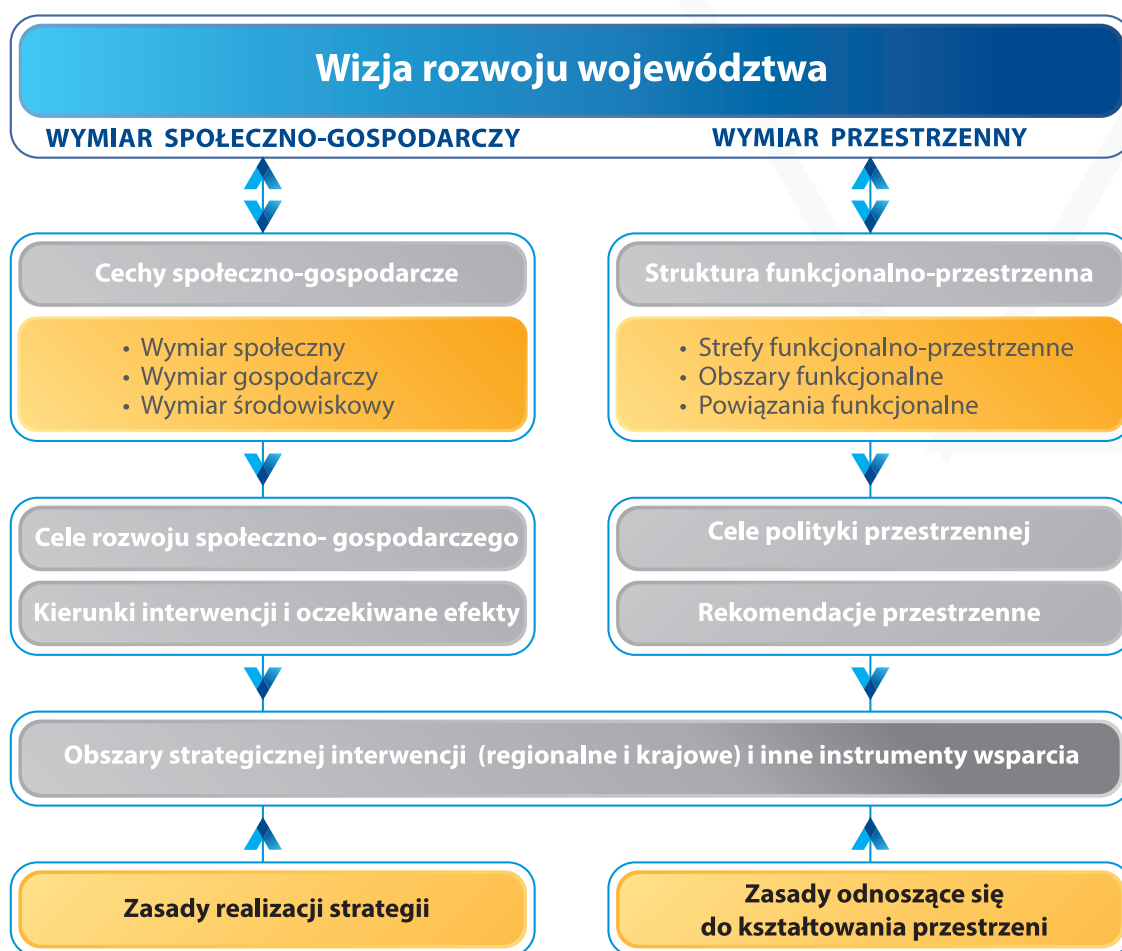 Wizja rozwoju województwa
WYMIAR SPOŁECZNO-GOSPODARCZY
WYMIAR PRZESTRZENNY
Cechy społeczno-gospodarcze
• Wymiar społeczny
• Wymiar gospodarczy
• Wymiar środowiskowy
Struktura funkcjonalno-przestrzenna
• Strefy funkcjonalno-przestrzenne
• Obszary funkcjonalne
• Powiązania funkcjonalne
Cele rozwoju społeczno- gospodarczego
Kierunki interwencji i oczekiwane efekty
Cele polityki przestrzennej
Rekomendacje przestrzenne
Obszary strategicznej interwencji (regionalne i krajowe) i inne instrumenty wsparcia
Zasady realizacji strategii
Zasady odnoszące się
do kształtowania przestrzeni